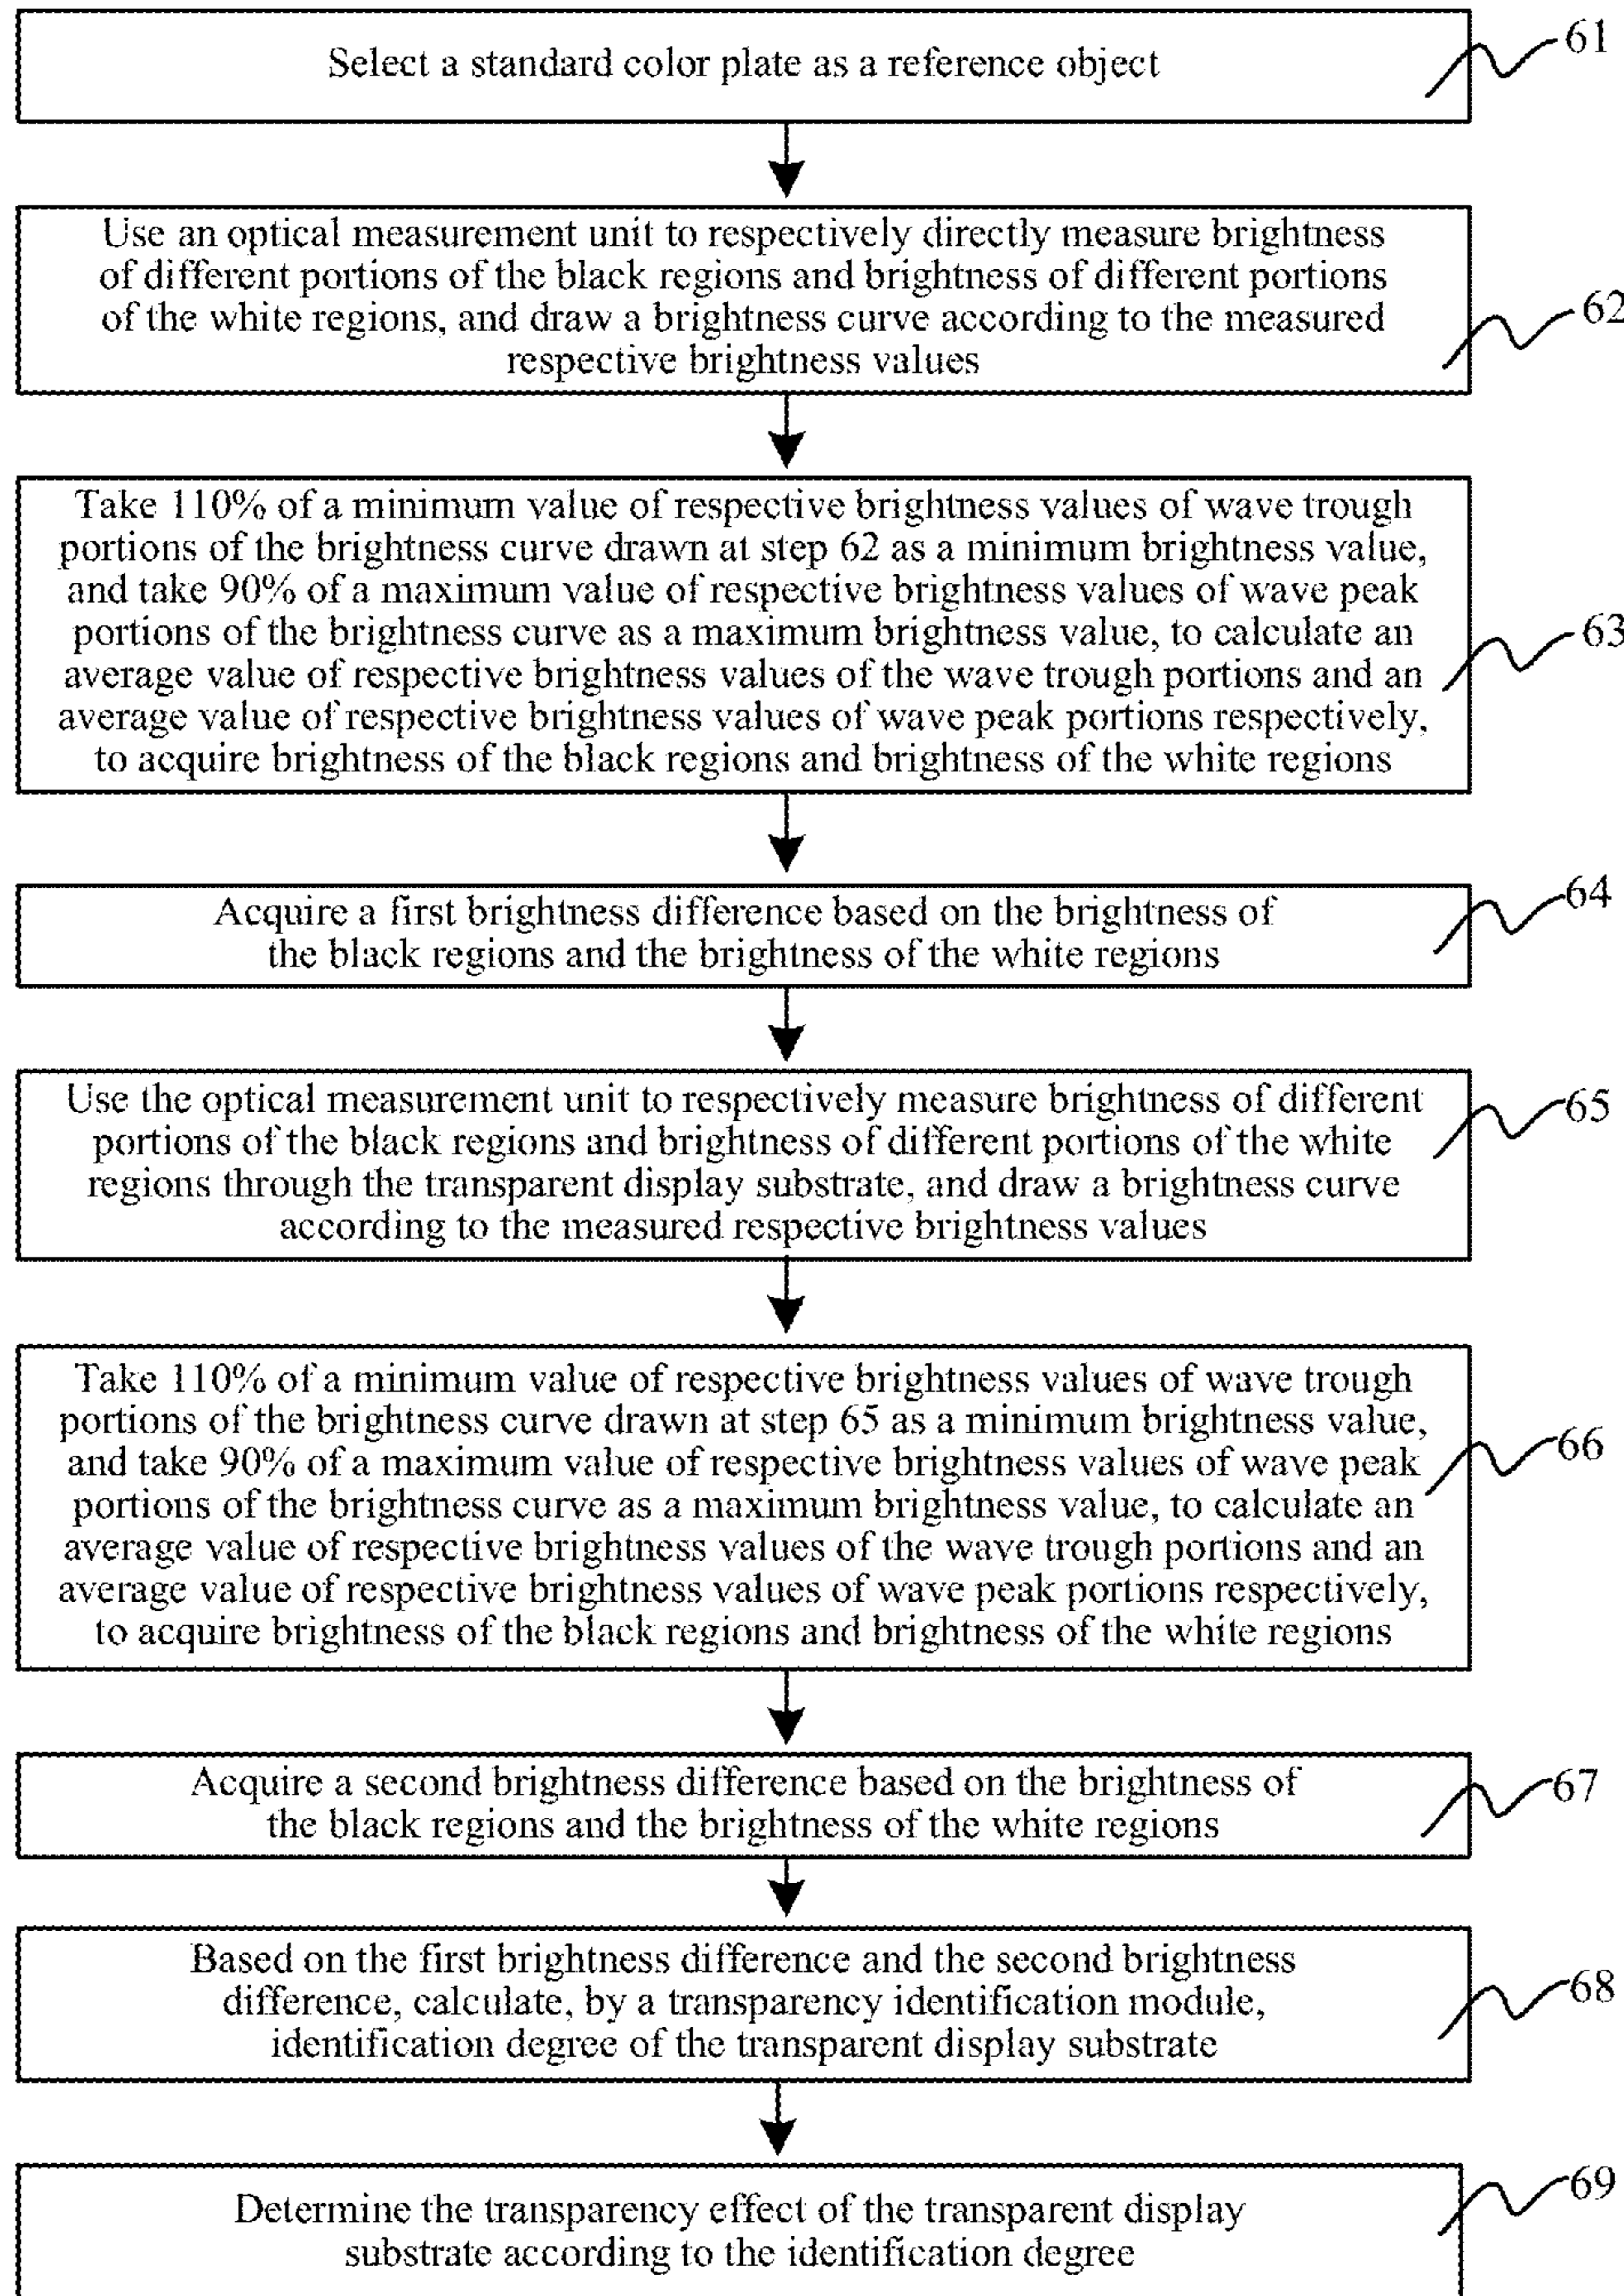 Select a standard color plate as a reference object
61
Use an optical measurement unit to respectively directly measure brightness
of different portions of the black regions and brightness of different portions
of the white regions, and draw a brightness curve according to the measured
respective brightness values
62
Take 110% of a minimum value of respective brightness values of wave trough
portions of the brightness curve drawn at step 62 as a minimum brightness value,
and take 90% of a maximum value of respective brightness values of wave peak
portions of the brightness curve as a maximum brightness value, to calculate an
average value of respective brightness values of the wave trough portions and an
average value of respective brightness values of wave peak portions respectively,
to acquire brightness of the black regions and brightness of the white regions
63
Acquire a first brightness difference based on the brightness of
the black regions and the brightness of the white regions
64
Use the optical measurement unit to respectively measure brightness of different
portions of the black regions and brightness of different portions of the white
regions through the transparent display substrate, and draw a brightness curve
according to the measured respective brightness values
65
Take 110% of a minimum value of respective brightness values of wave trough
portions of the brightness curve drawn at step 65 as a minimum brightness value,
and take 90% of a maximum value of respective brightness values of wave peak
portions of the brightness curve as a maximum brightness value, to calculate an
average value of respective brightness values of the wave trough portions and an
average value of respective brightness values of wave peak portions respectively,
to acquire brightness of the black regions and brightness of the white regions
66
Acquire a second brightness difference based on the brightness of
the black regions and the brightness of the white regions
67
Based on the first brightness difference and the second brightness
difference, calculate, by a transparency identification module,
identification degree of the transparent display substrate
68
Determine the transparency effect of the transparent display
substrate according to the identification degree
69